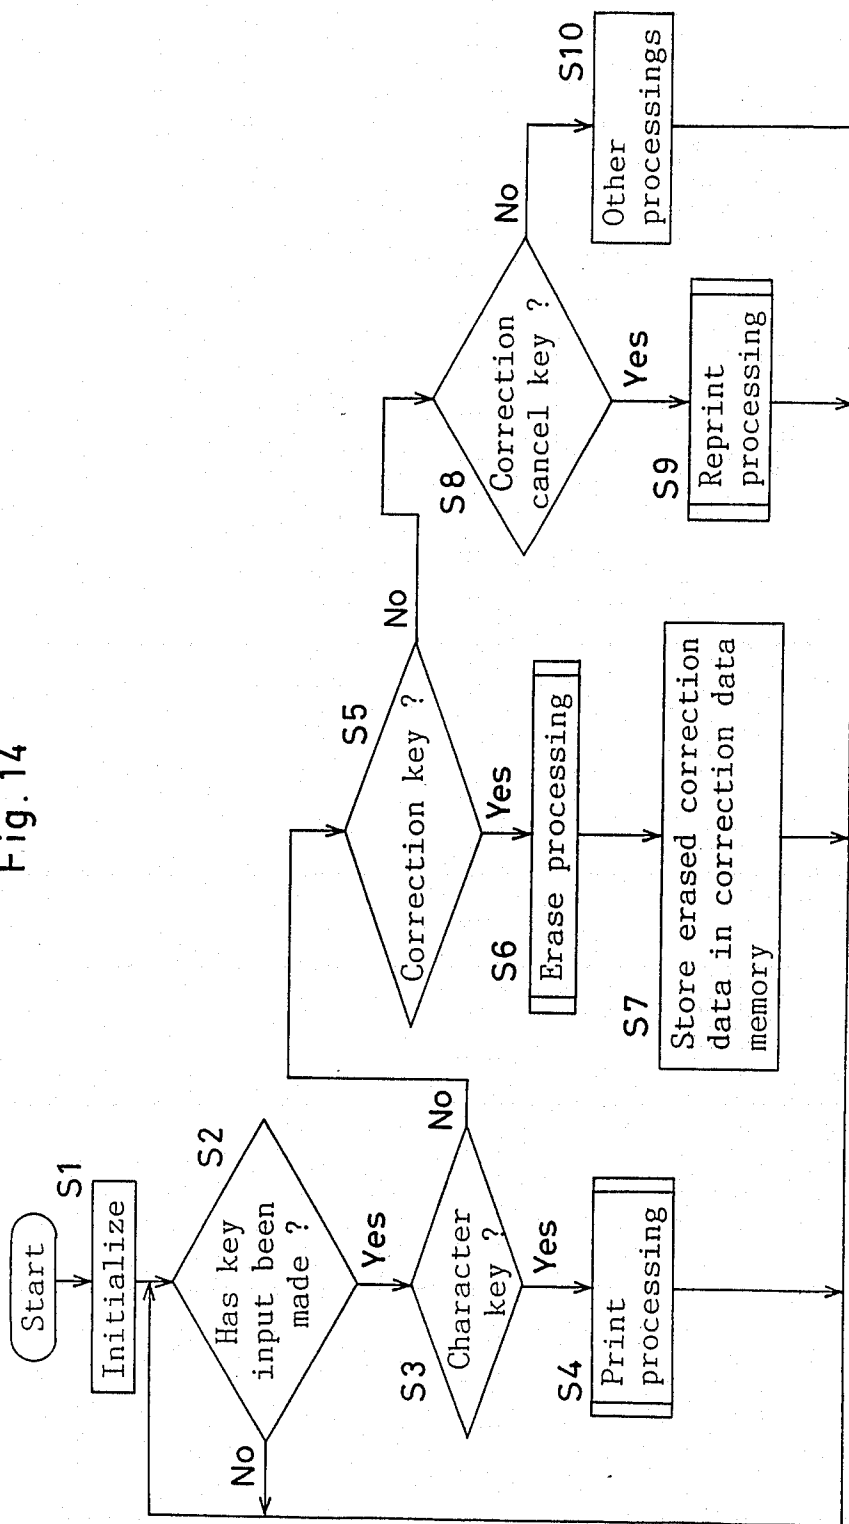 Fig. 14
Start
S1
Initialize
S2
Has key
input been
made ?
No
Yes
S3
Character
key ?
No
Yes
S4
Print
processing
S5
Correction key ?
No
Yes
S6
Erase processing
S7
Store erased correction
data in correction data
memory
S8
Correction
cancel key ?
No
Yes
S9
Reprint
processing
S10
Other
processings